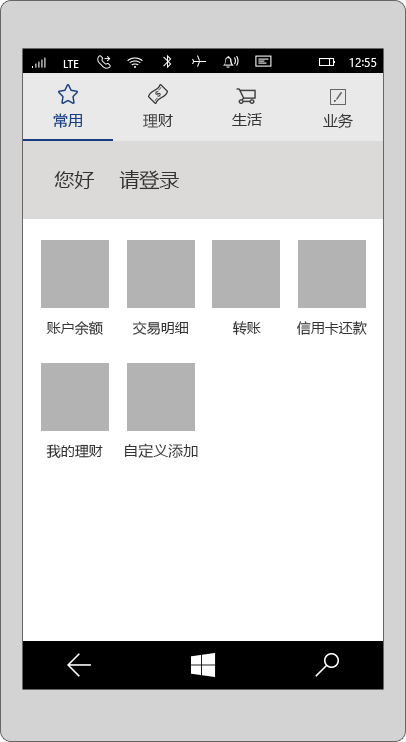 LTE 12:55
常用 理财 生活 业务
您好 请登录
账户余额 交易明细 转账 信用卡还款
我的理财 自定义添加